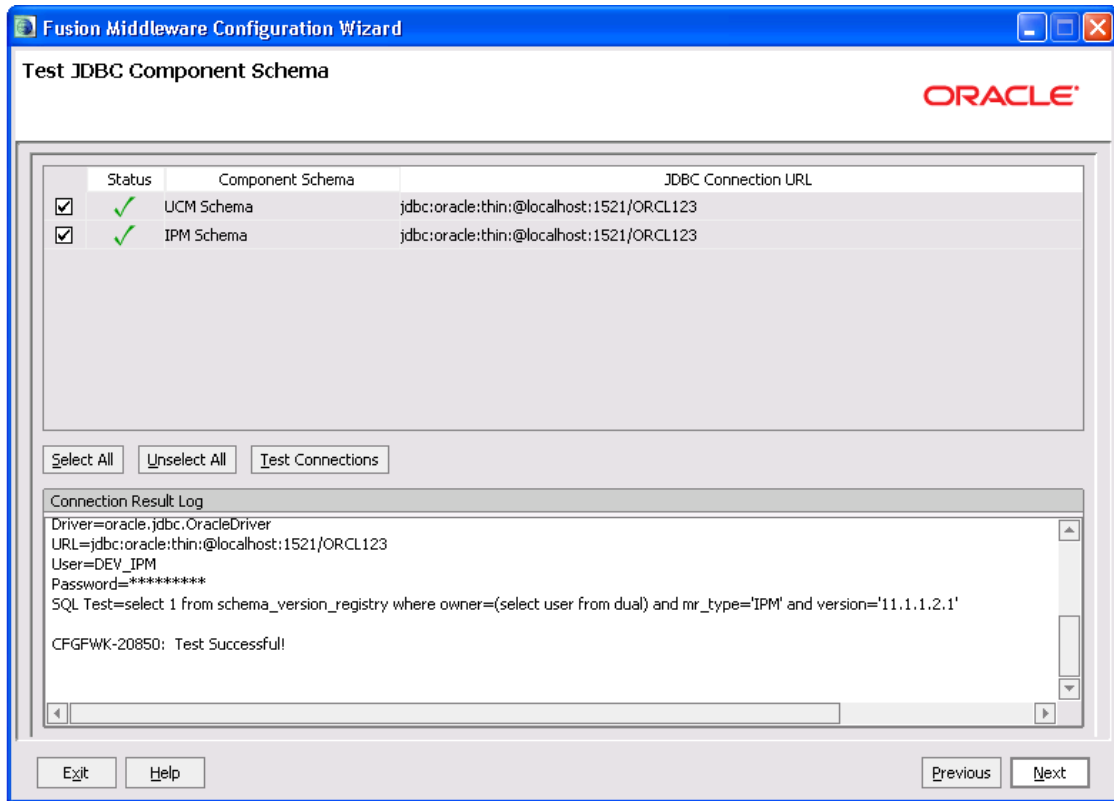 Fusion Middleware Configuration Wizard
Test JDBC Component Schema
ORACLE
Status Component Schema JDBC Connection URL
UCM Schema jdbc:oracle:thin:@localhost:1521/ORCL123
IPM Schema jdbc:oracle:thin:@localhost:1521/ORCL123
Select All Unselect All Test Connections
Connection Result Log
Driver=oracle.jdbc.OracleDriver
URL=jdbc:oracle:thin:@localhost:1521/ORCL123
User=DEV_IPM
Password=*********
SQL Test=select 1 from schema_version_registry where owner=(select user from dual) and mr_type='IPM' and version='11.1.1.2.1'
CFGFWK-20850: Test Successful!
Exit Help Previous Next